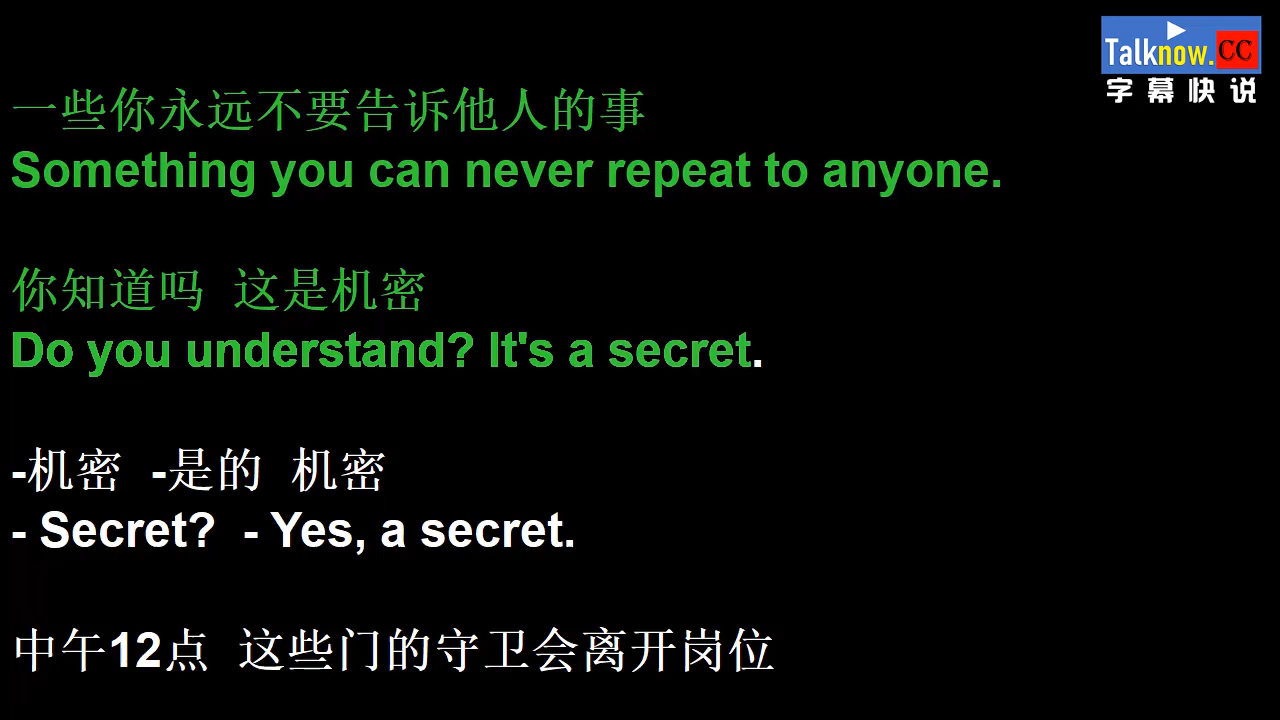 Talknow.CC
字幕快说
一些你永远不要告诉他人的事
Something you can never repeat to anyone.
你知道吗 这是机密
Do you understand? It's a secret.
-机密 -是的 机密
- Secret? - Yes, a secret.
中午12点 这些门的守卫会离开岗位